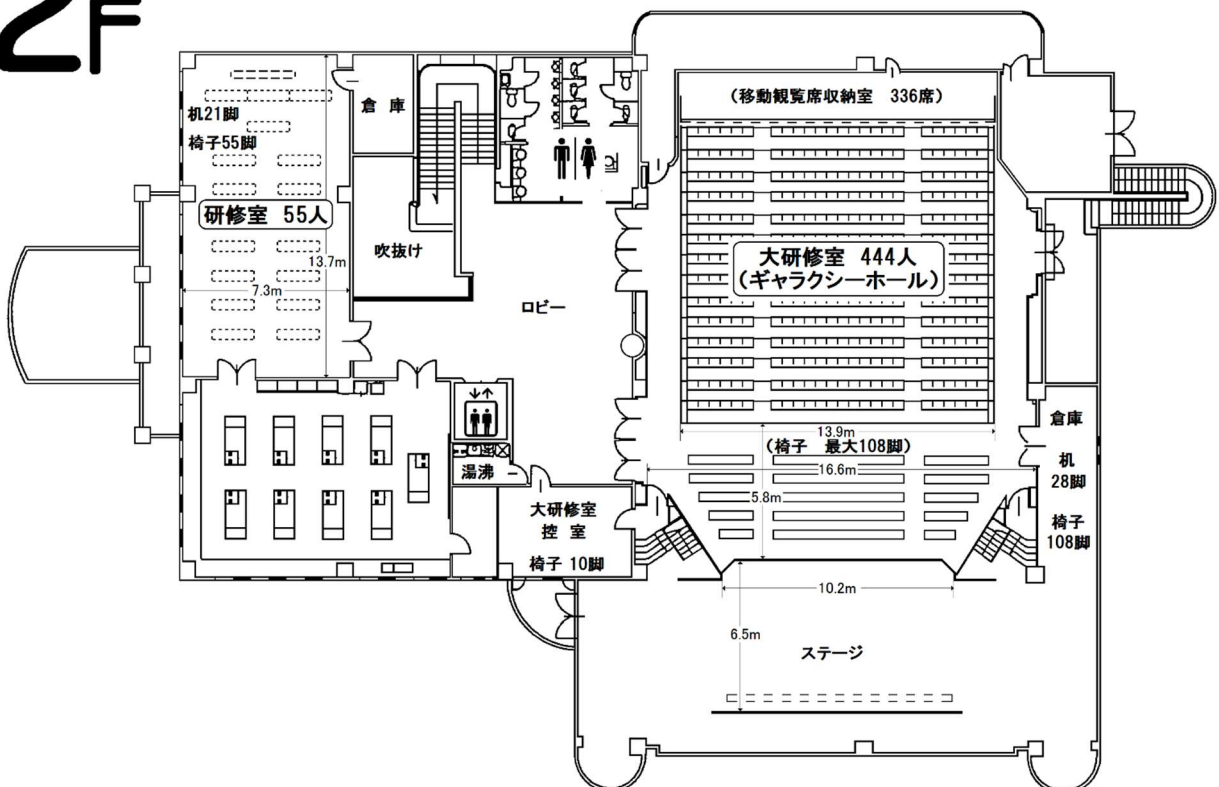 2F
机21脚
椅子55脚
研修室 55人
13.7m
7.3m
倉庫
吹抜け
ロビー
湯沸
大研修室
控室
椅子 10脚
(移動観覧席収納室 336席)
大研修室 444人
(ギャラクシーホール)
13.9m
(椅子 最大108脚)
16.6m
5.8m
倉庫
机
28脚
椅子
108脚
10.2m
6.5m
ステージ